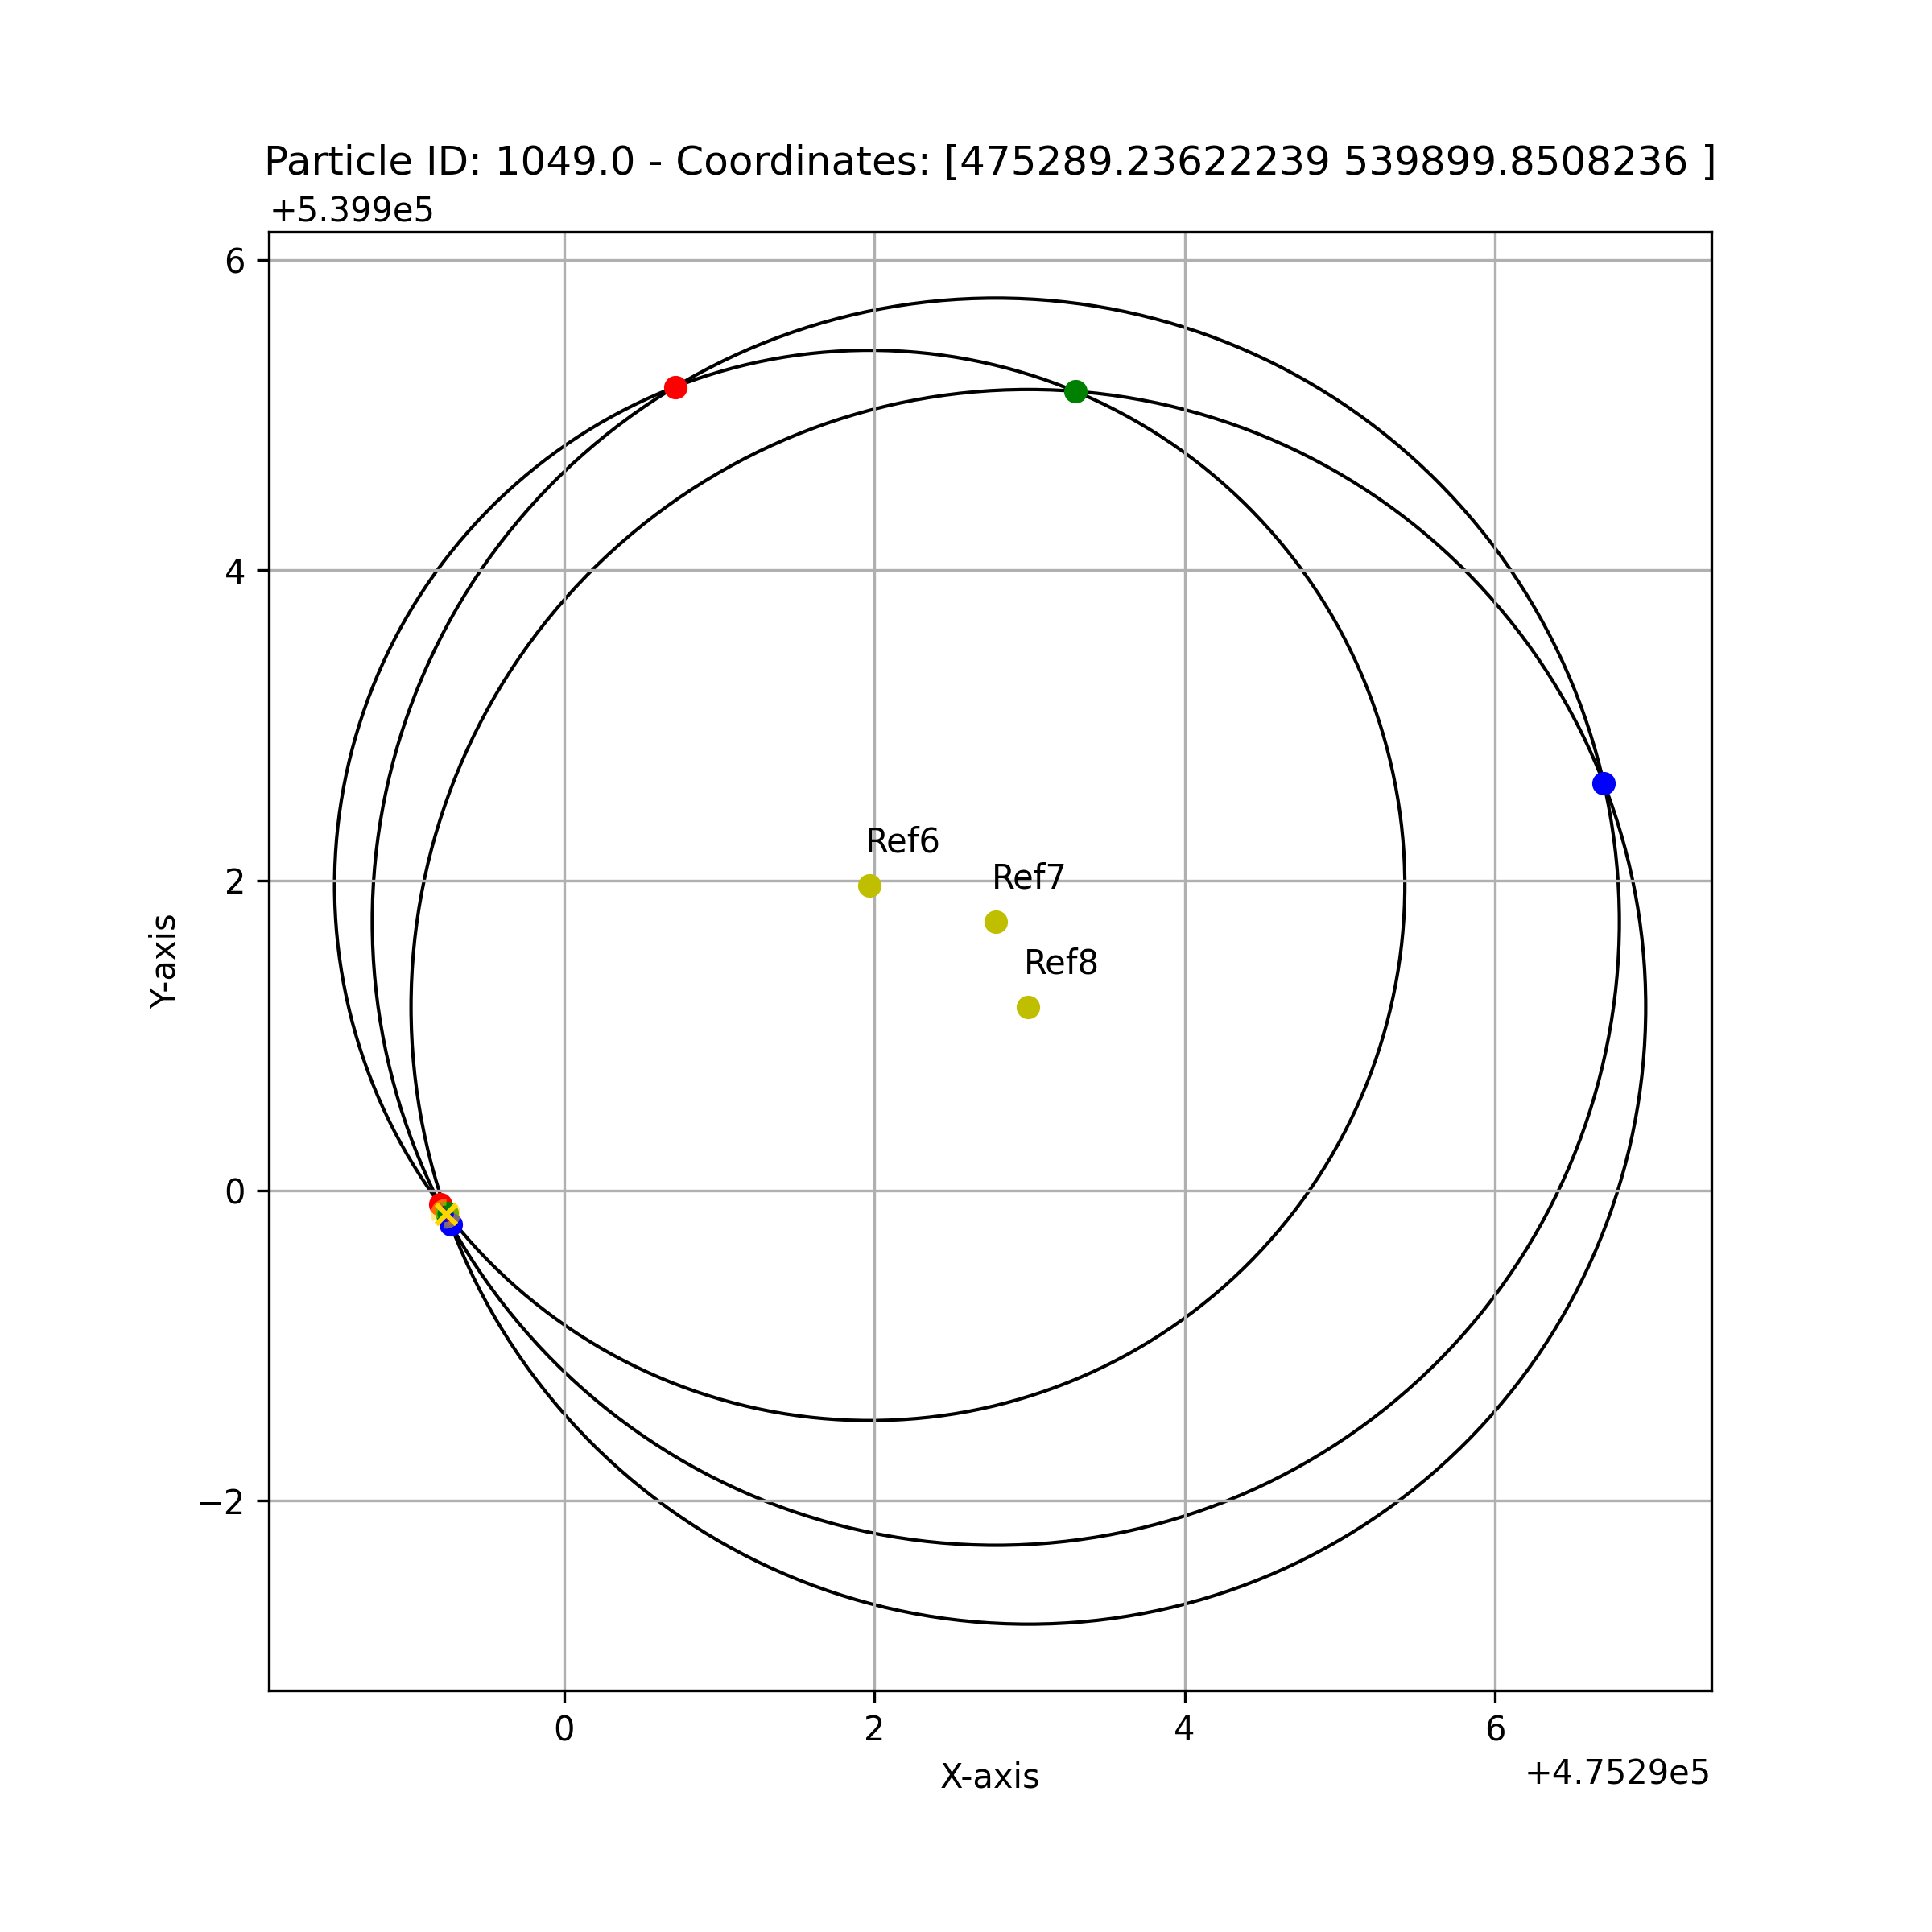 Particle ID: 1049.0 - Coordinates: [475289.23622239 539899.8508236 ]
+5.399e5
6
4
2
0
−2
Y-axis
Ref6
Ref7
Ref8
0 2 4 6
X-axis
+4.7529e5